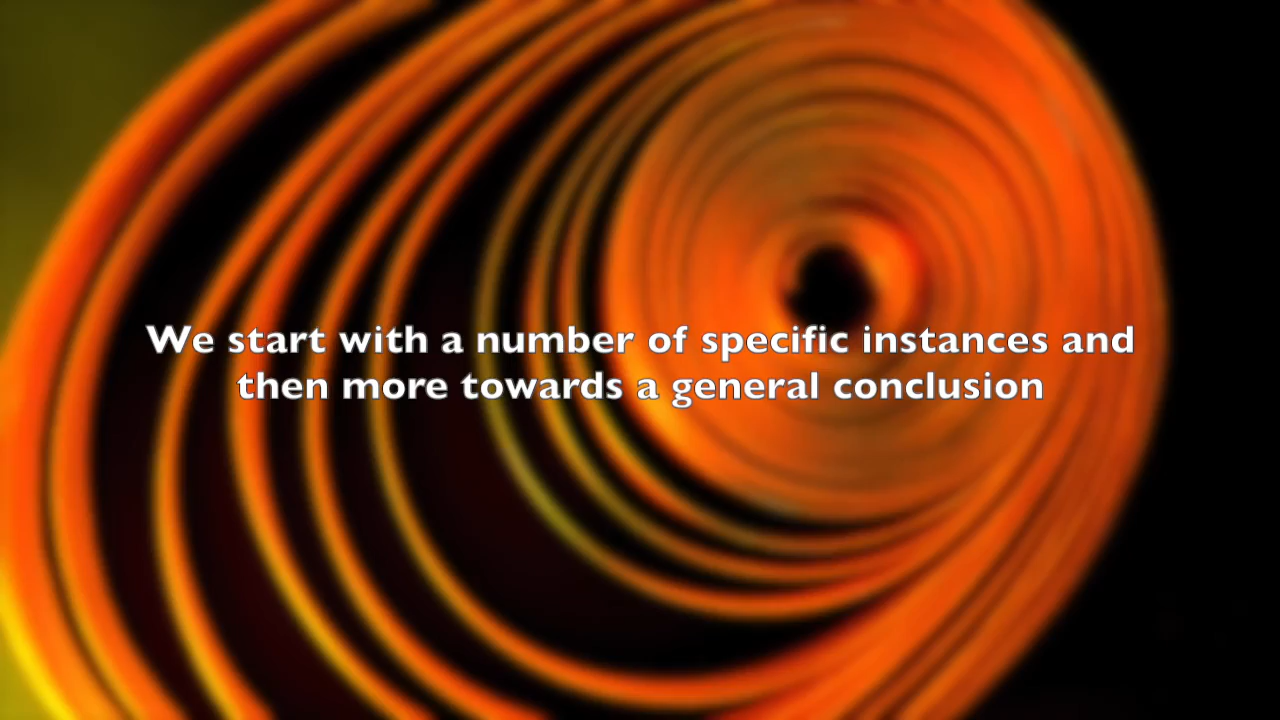 We start with a number of specific instances and
then more towards a general conclusion